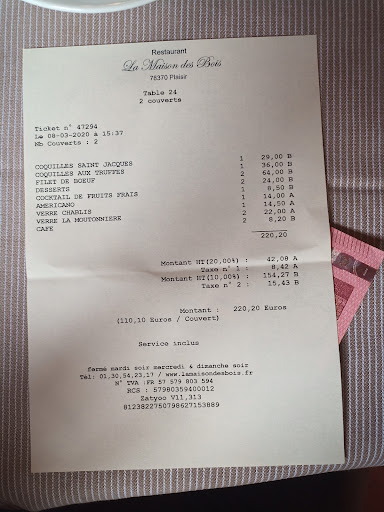 Restaurant
La Maison des Bois
78370 Plaisir
Table 24
2 couverts
Ticket n° 47294
Le 08-03-2020 à 15:37
Nb Couverts : 2
COQUILLES SAINT JACQUES 1 29,00 B
COQUILLES AUX TRUFFES 1 36,00 B
FILET DE BOEUF 2 64,00 B
DESSERTS 2 24,00 B
COCKTAIL DE FRUITS FRAIS 1 8,50 B
AMERICANO 1 14,00 A
VERRE CHABLIS 1 14,50 A
VERRE LA MOUTONNIERE 2 22,00 A
CAFE 2 8,20 B
220,20
Montant HT(20,00%) : 42,08 A
Taxe n° 1 : 8,42 A
Montant HT(10,00%) : 154,27 B
Taxe n° 2 : 15,43 B
Montant : 220,20 Euros
(110,10 Euros / Couvert)
Service inclus
fermé mardi soir mercredi & dimanche soir
Tel: 01,30,54,23,17 / www.lamaisondesbois.fr
N° TVA :FR 57 579 803 594
RCS : 57980359400012
Zatyoo V11,313
8123822750798627153889